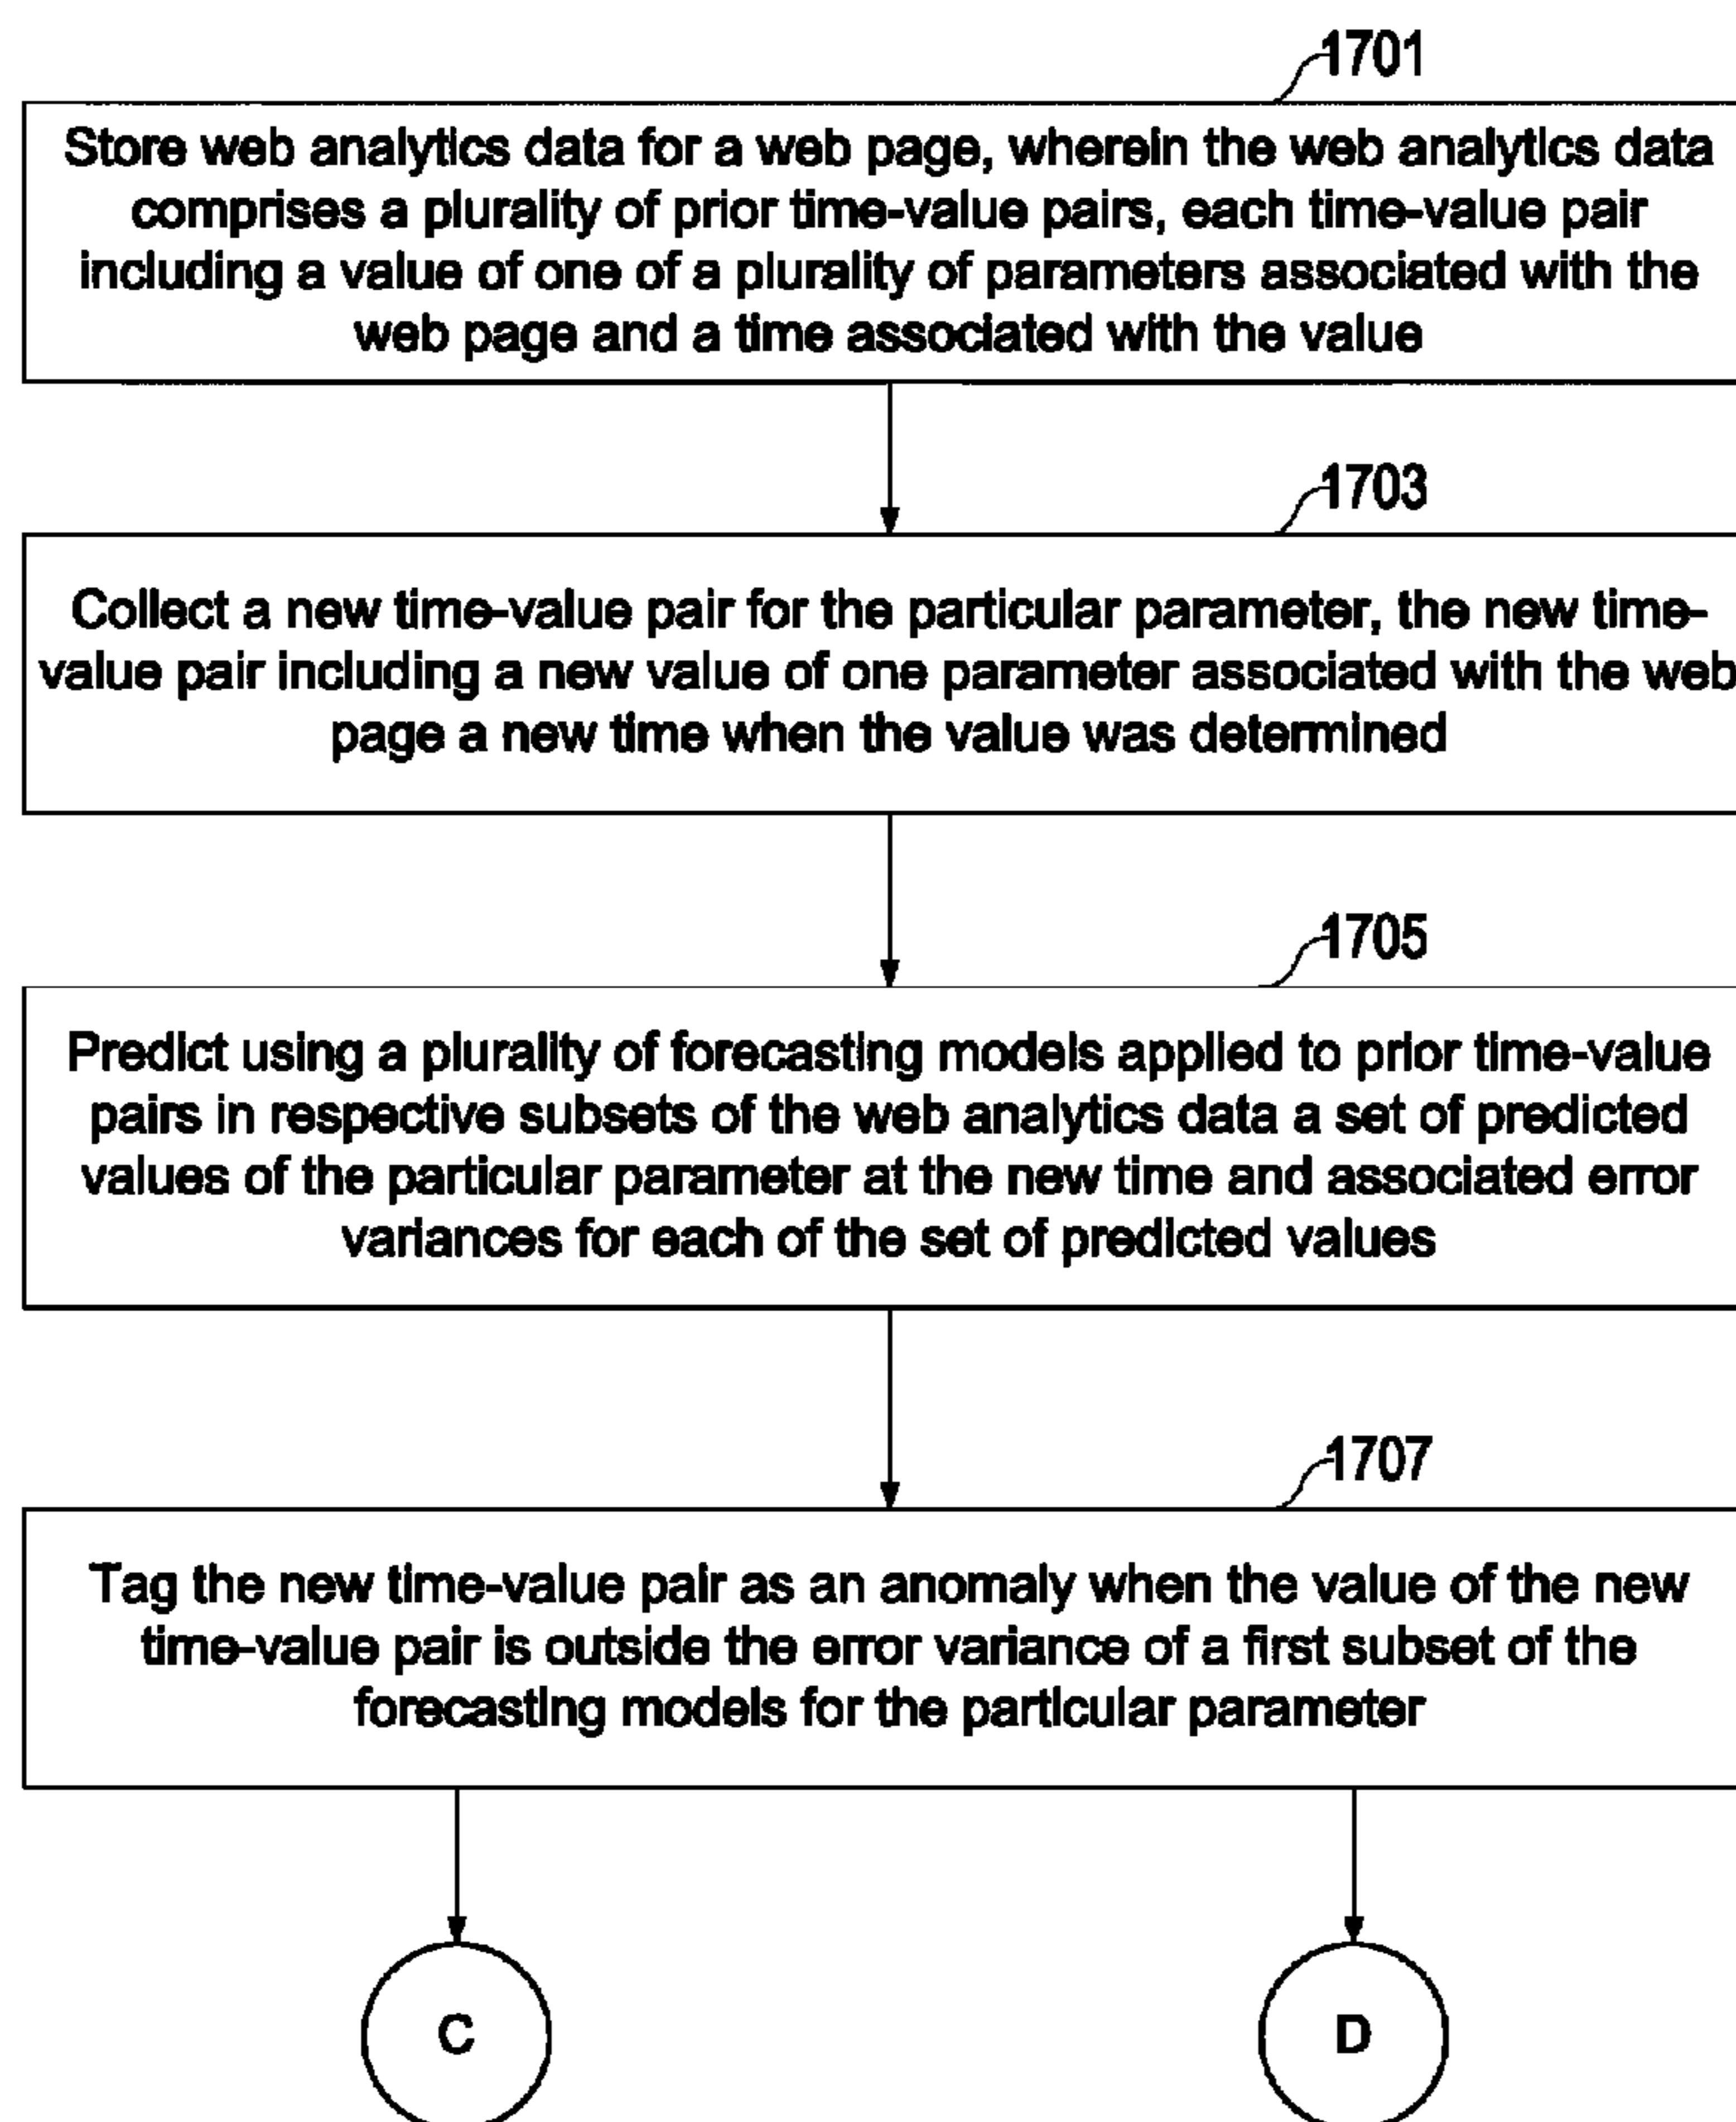 1701
Store web analytics data for a web page, wherein the web analytics data
comprises a plurality of prior time-value pairs, each time-value pair
including a value of one of a plurality of parameters associated with the
web page and a time associated with the value
1703
Collect a new time-value pair for the particular parameter, the new time-
value pair including a new value of one parameter associated with the web
page a new time when the value was determined
1705
Predict using a plurality of forecasting models applied to prior time-value
pairs in respective subsets of the web analytics data a set of predicted
values of the particular parameter at the new time and associated error
variances for each of the set of predicted values
1707
Tag the new time-value pair as an anomaly when the value of the new
time-value pair is outside the error variance of a first subset of the
forecasting models for the particular parameter
C
D